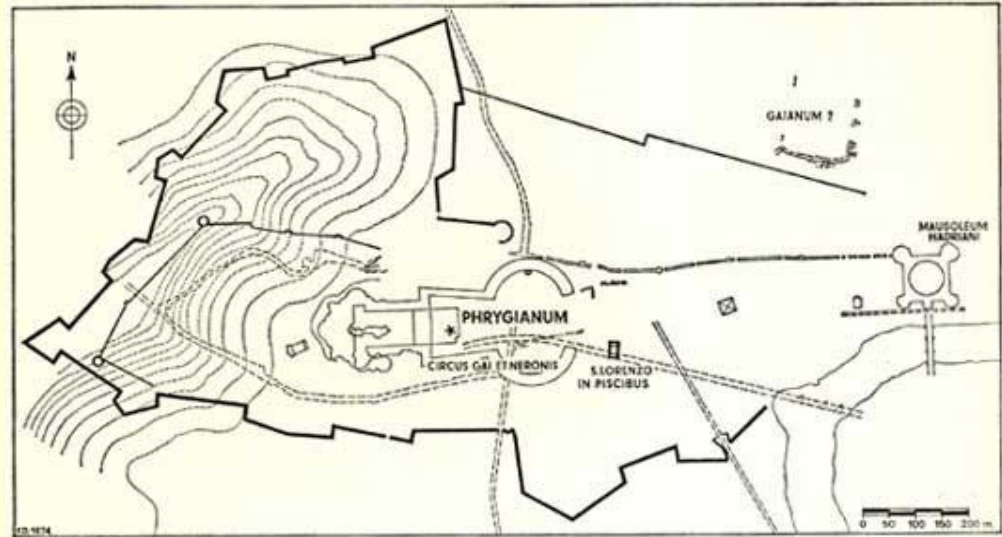 N
GAIANUM ?
MAUSOLEUM
HADRIANI
PHRYGIANUM
CIRCUS GAI ET NERONIS
S. LORENZO
IN PISCIBUS
0 50 100 150 200 m.